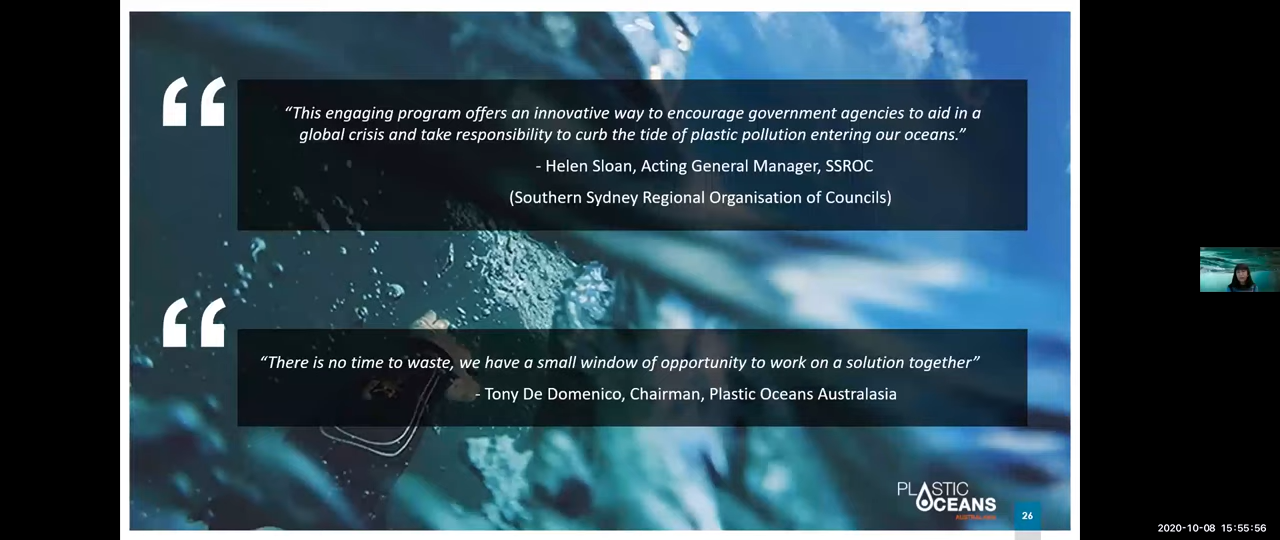 “This engaging program offers an innovative way to encourage government agencies to aid in a
global crisis and take responsibility to curb the tide of plastic pollution entering our oceans.”
- Helen Sloan, Acting General Manager, SSROC
(Southern Sydney Regional Organisation of Councils)
“There is no time to waste, we have a small window of opportunity to work on a solution together”
- Tony De Domenico, Chairman, Plastic Oceans Australasia
PLASTIC
OCEANS
AUSTRALASIA
26
2020-10-08 15:55:56